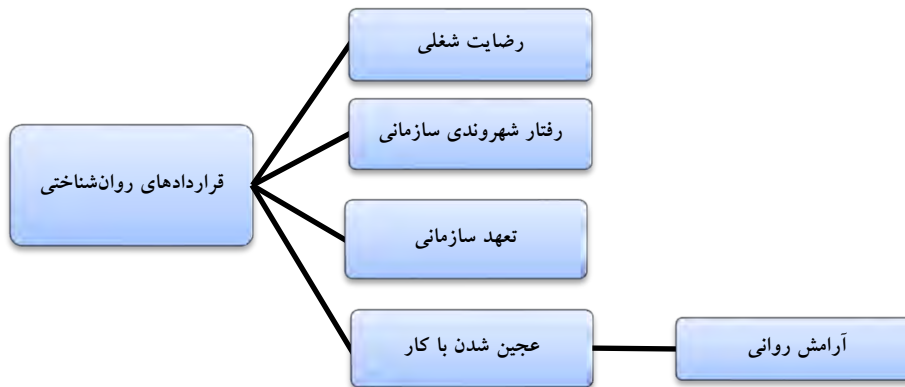 رضایت شغلی
رفتار شهروندی سازمانی
قراردادهای روان‌شناختی
تعهد سازمانی
عجین شدن با کار
آرامش روانی